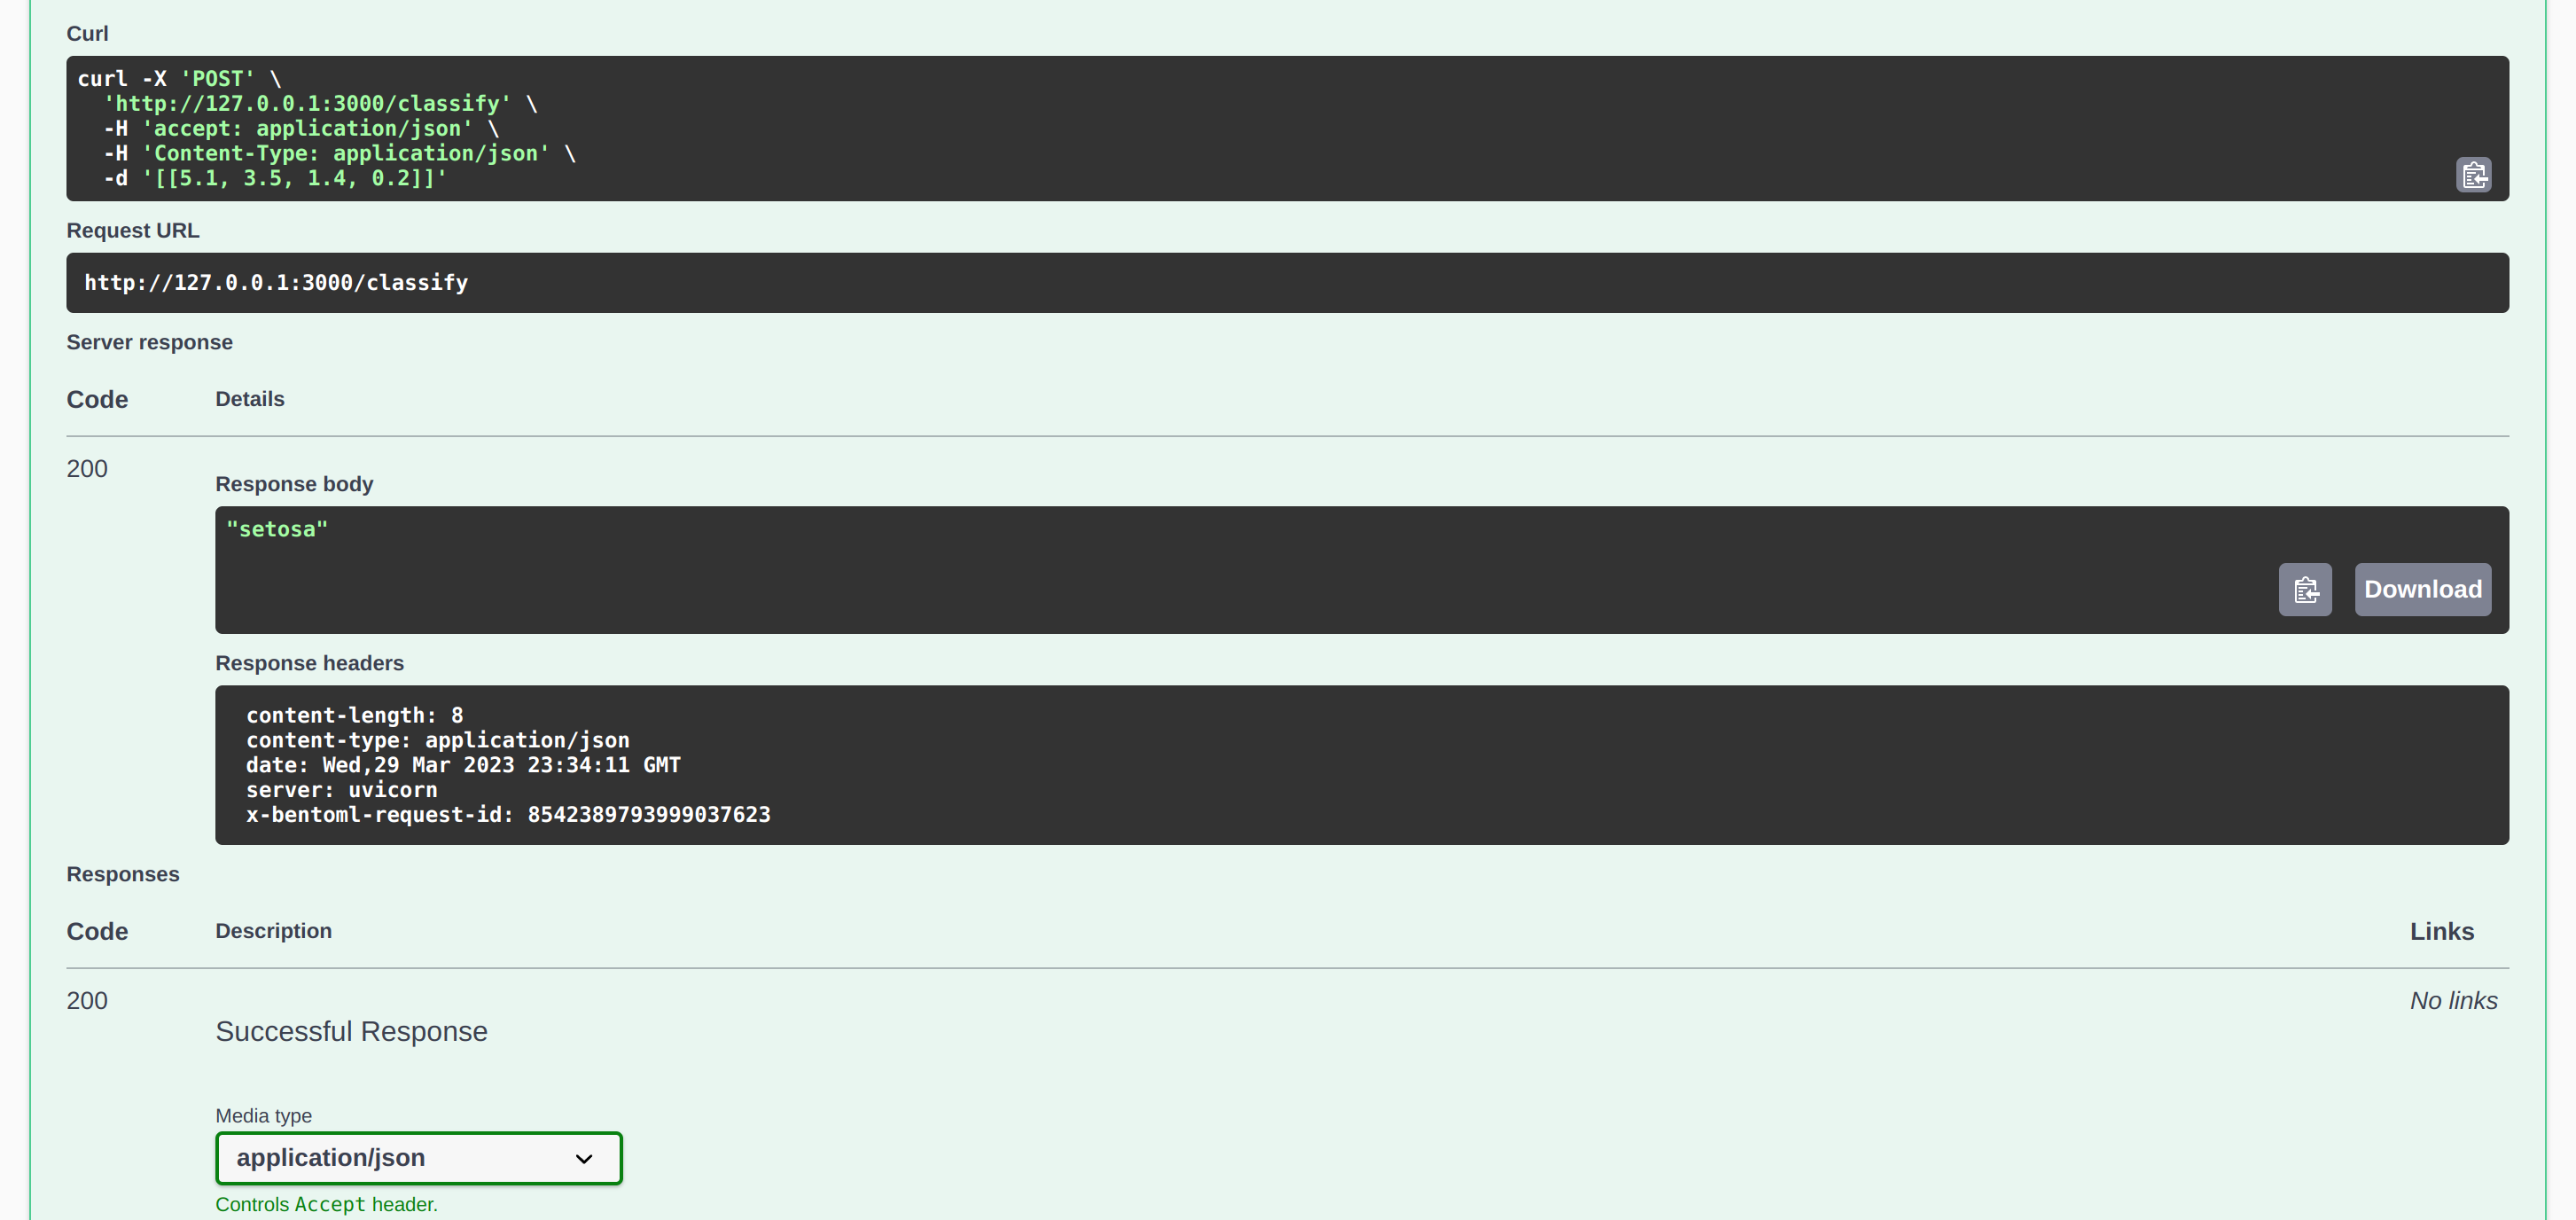 Curl
curl -X 'POST' \
  'http://127.0.0.1:3000/classify' \
  -H 'accept: application/json' \
  -H 'Content-Type: application/json' \
  -d '[[5.1, 3.5, 1.4, 0.2]]'
Request URL
http://127.0.0.1:3000/classify
Server response
Code Details
200
Response body
"setosa"
Download
Response headers
content-length: 8
content-type: application/json
date: Wed,29 Mar 2023 23:34:11 GMT
server: uvicorn
x-bentoml-request-id: 8542389793999037623
Responses
Code Description Links
200 No links
Successful Response
Media type
application/json
Controls Accept header.